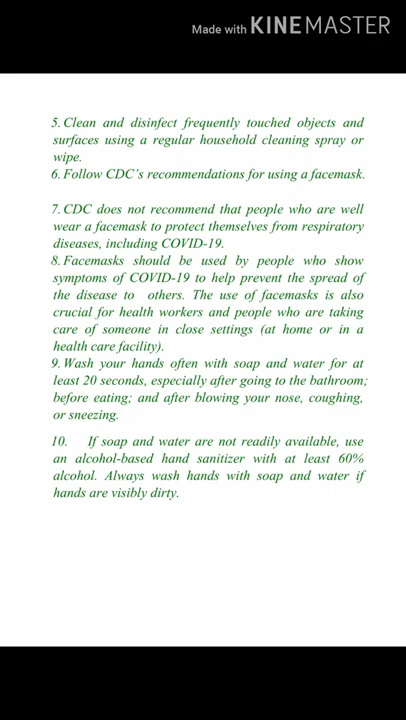 Made with KINEMASTER
5. Clean and disinfect frequently touched objects and
surfaces using a regular household cleaning spray or
wipe.
6. Follow CDC's recommendations for using a facemask.
7. CDC does not recommend that people who are well
wear a facemask to protect themselves from respiratory
diseases, including COVID-19.
8. Facemasks should be used by people who show
symptoms of COVID-19 to help prevent the spread of
the disease to others. The use of facemasks is also
crucial for health workers and people who are taking
care of someone in close settings (at home or in a
health care facility).
9. Wash your hands often with soap and water for at
least 20 seconds, especially after going to the bathroom;
before eating; and after blowing your nose, coughing,
or sneezing.
10. If soap and water are not readily available, use
an alcohol-based hand sanitizer with at least 60%
alcohol. Always wash hands with soap and water if
hands are visibly dirty.